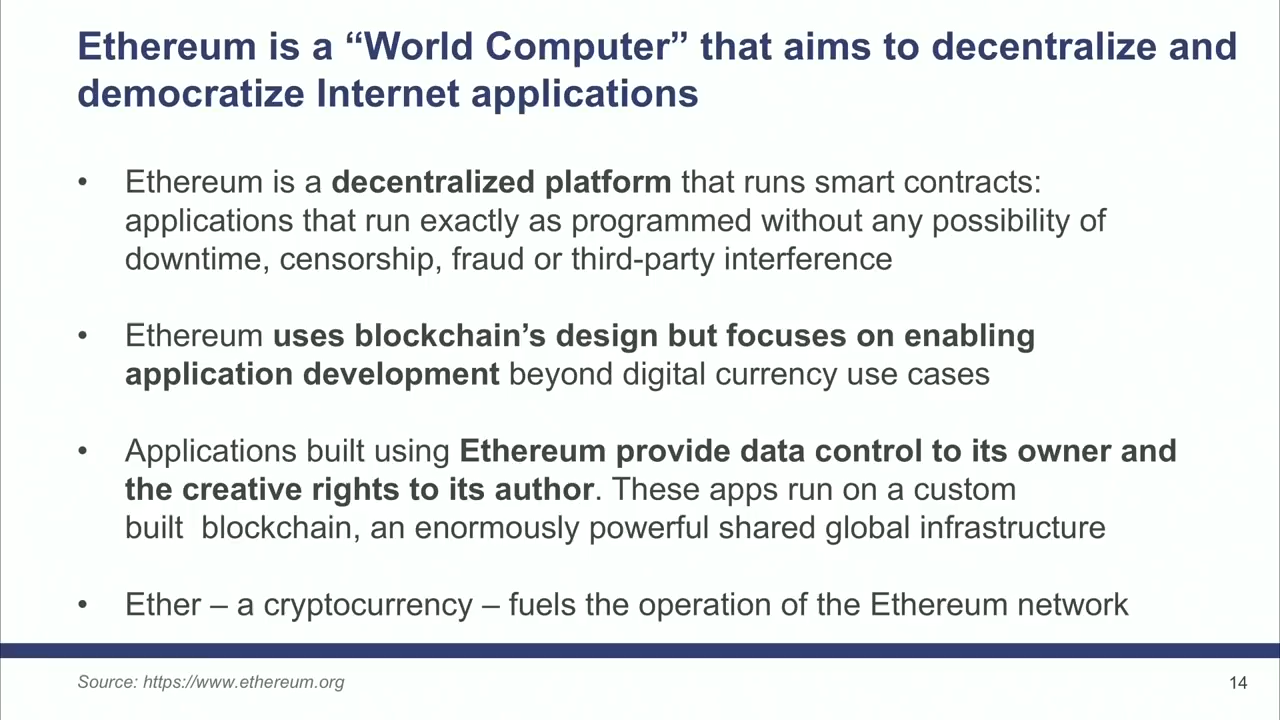 Ethereum is a “World Computer” that aims to decentralize and
democratize Internet applications
• Ethereum is a decentralized platform that runs smart contracts:
applications that run exactly as programmed without any possibility of
downtime, censorship, fraud or third-party interference
• Ethereum uses blockchain’s design but focuses on enabling
application development beyond digital currency use cases
• Applications built using Ethereum provide data control to its owner and
the creative rights to its author. These apps run on a custom
built  blockchain, an enormously powerful shared global infrastructure
• Ether – a cryptocurrency – fuels the operation of the Ethereum network
Source: https://www.ethereum.org
14